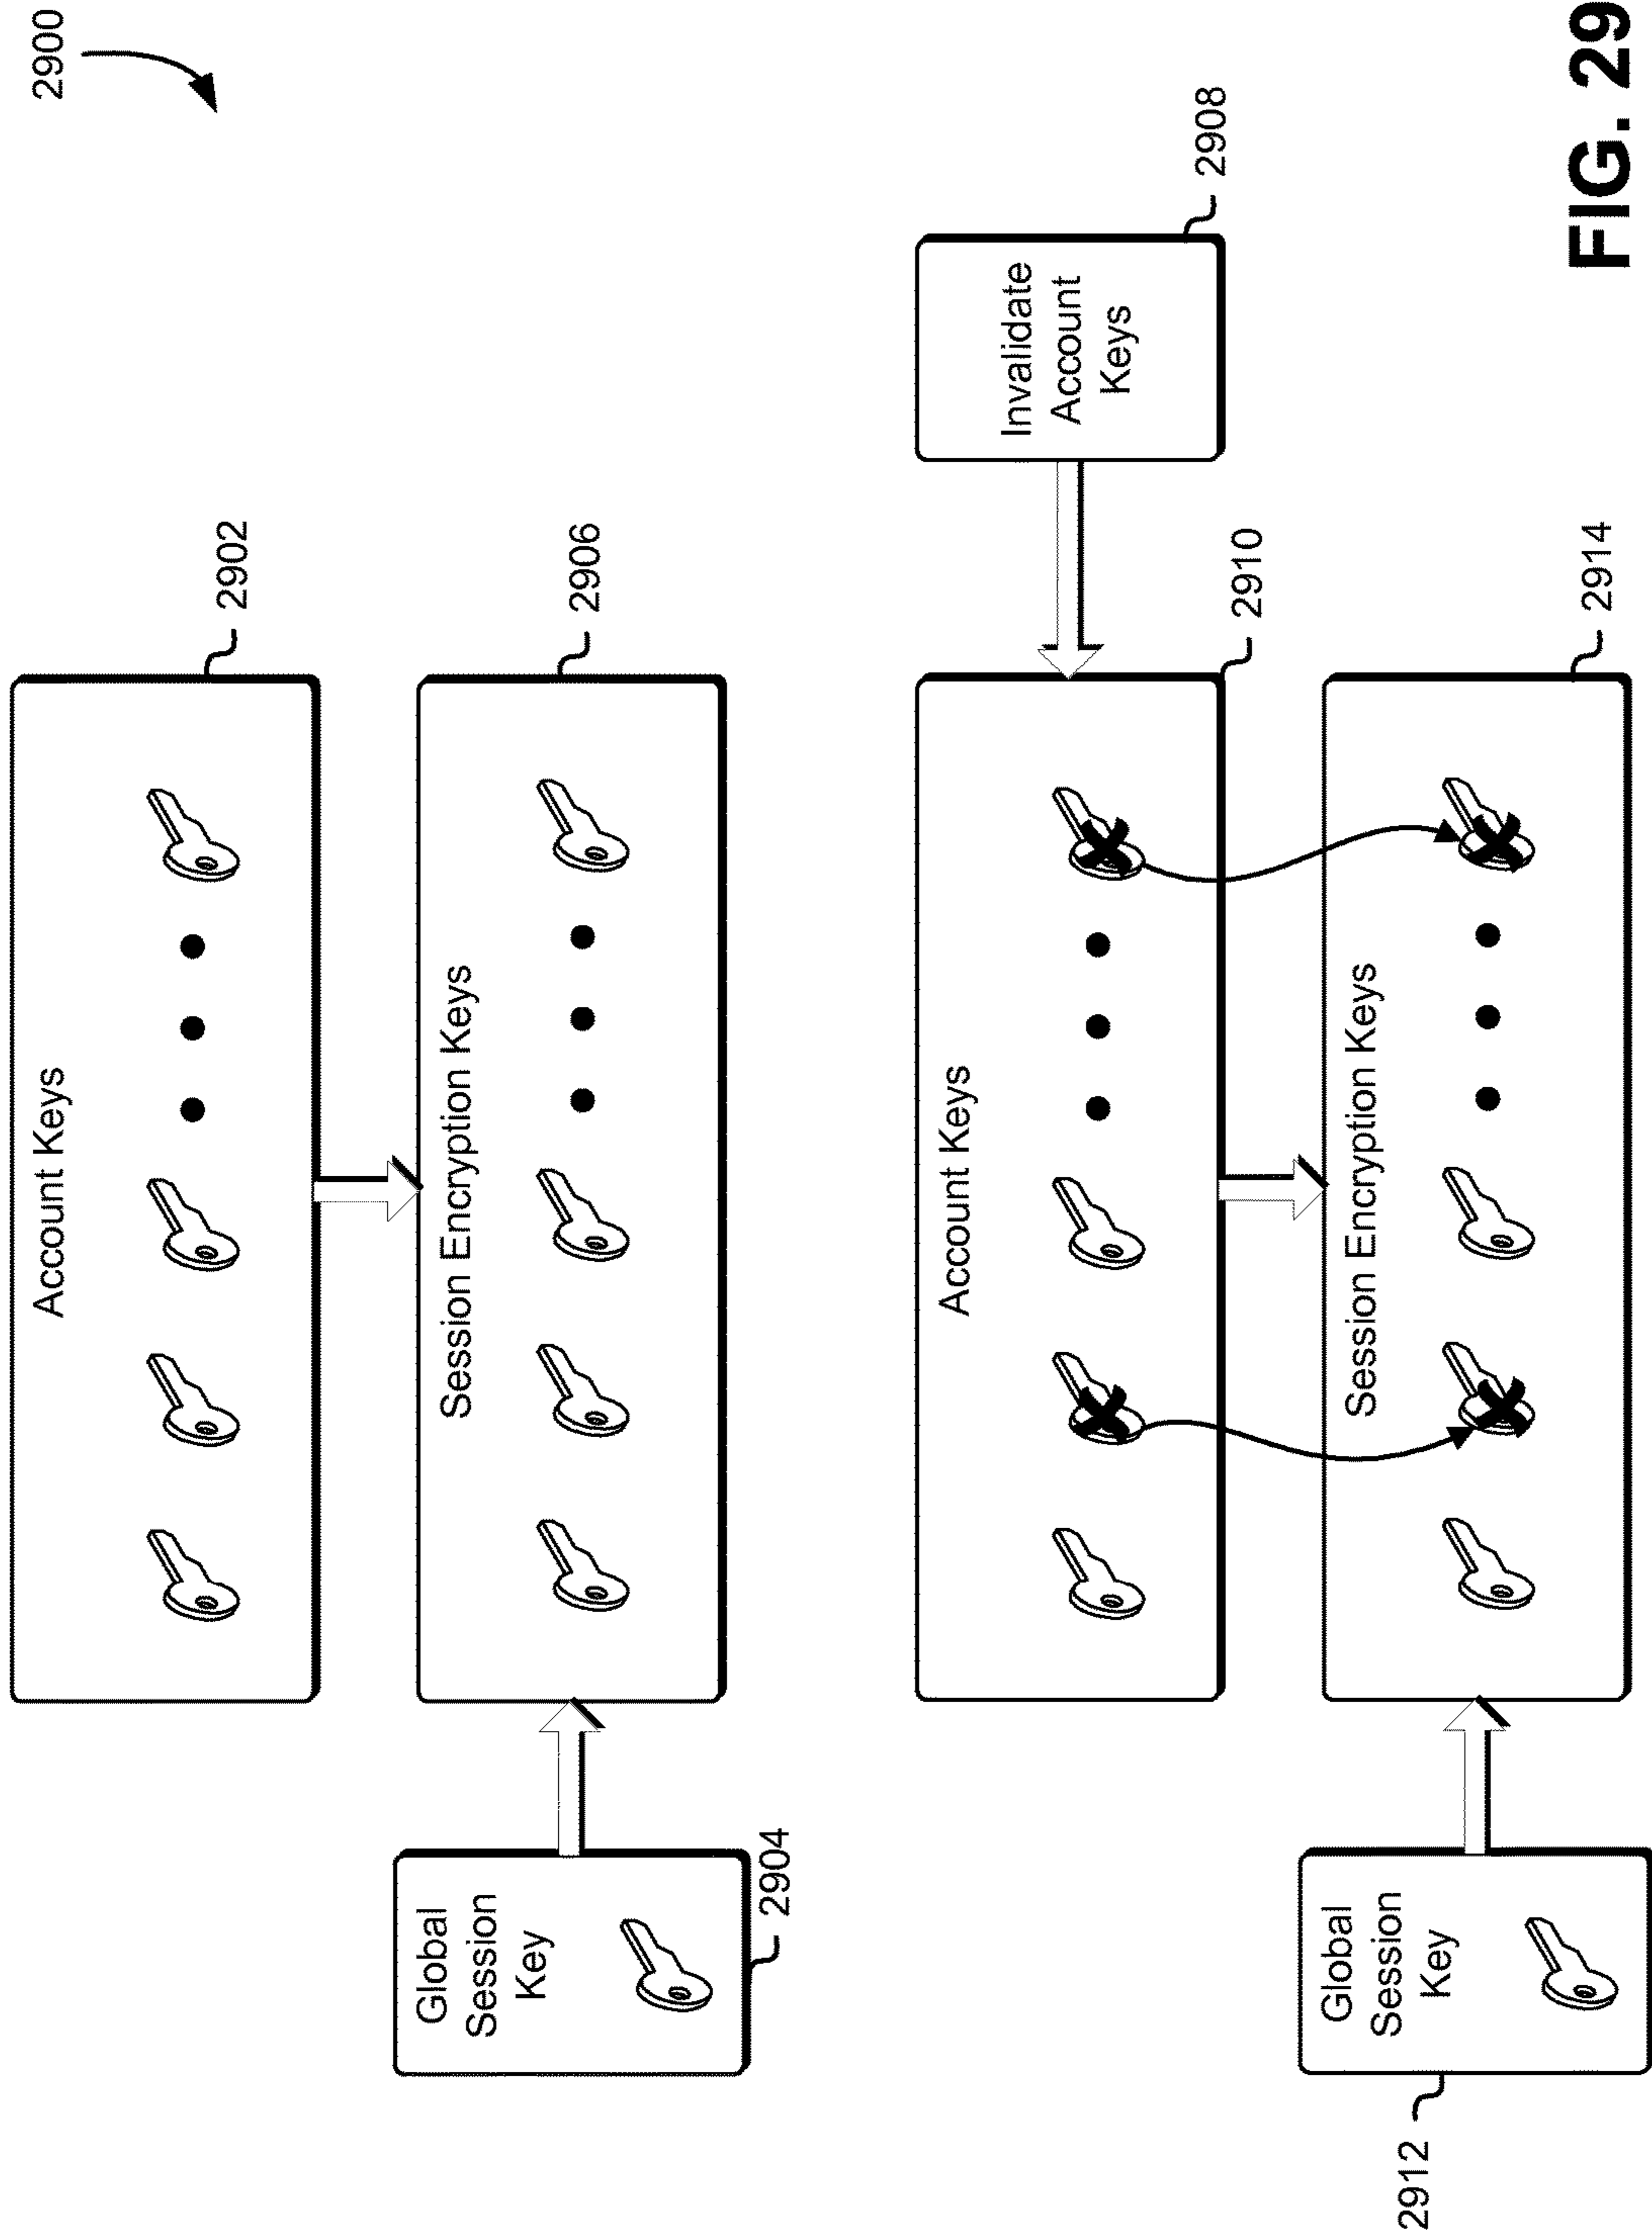 2900
Account Keys
2902
Global
Session
Key
2904
Session Encryption Keys
2906
Invalidate
Account
Keys
2908
Account Keys
2910
2912
Global
Session
Key
Session Encryption Keys
2914
FIG. 29